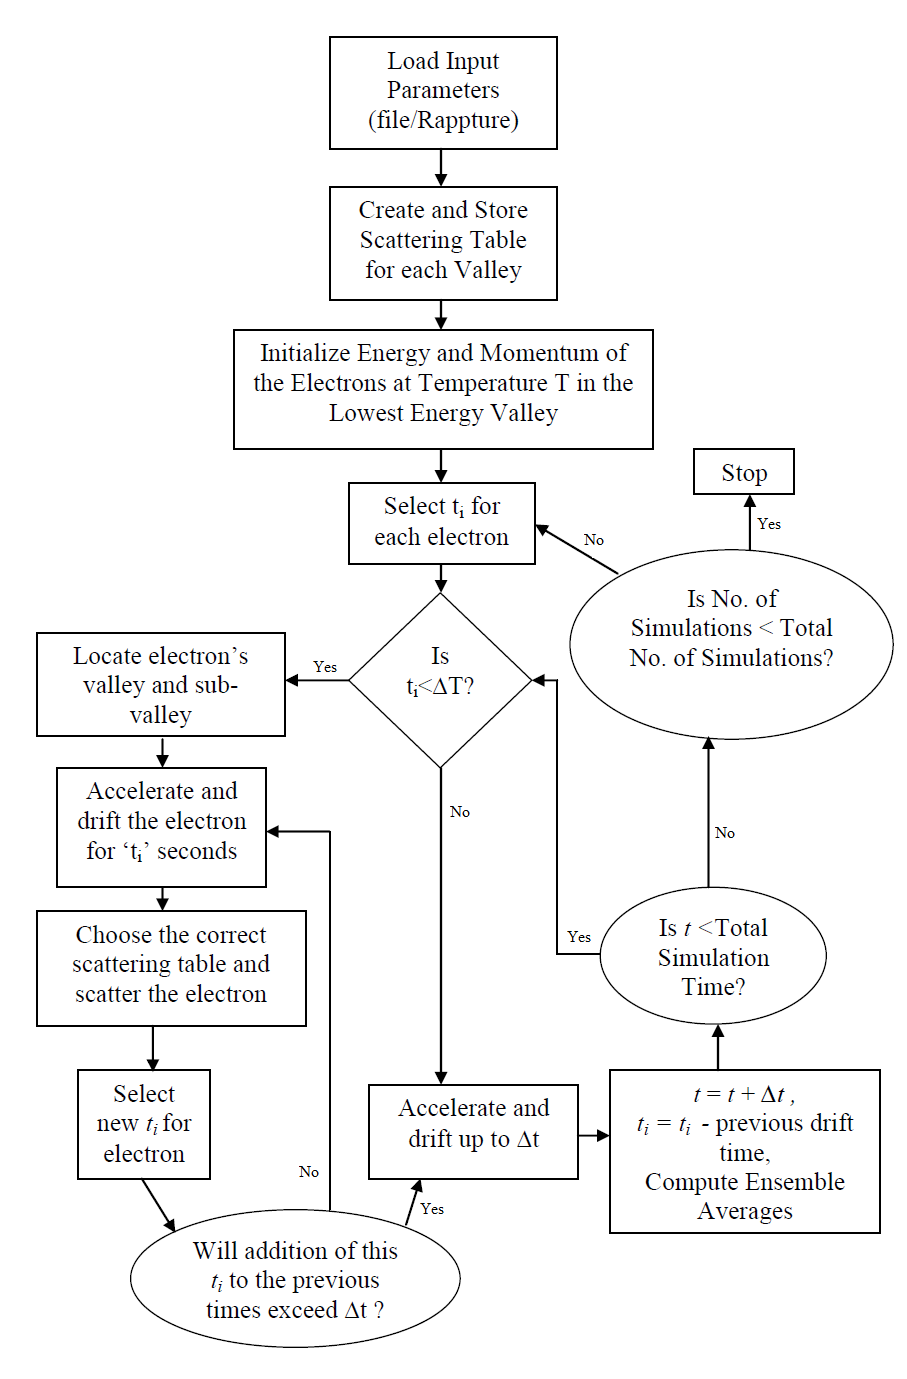 Load Input
Parameters
(file/Rappture)
Create and Store
Scattering Table
for each Valley
Initialize Energy and Momentum of
the Electrons at Temperature T in the
Lowest Energy Valley
Select tᵢ for
each electron
Stop
Yes
No
Is No. of
Simulations < Total
No. of Simulations?
Is
tᵢ<ΔT?
Yes
Locate electron’s
valley and sub-
valley
No
Accelerate and
drift the electron
for ‘tᵢ’ seconds
No
Choose the correct
scattering table and
scatter the electron
Yes
Is t <Total
Simulation
Time?
Select
new tᵢ for
electron
Accelerate and
drift up to Δt
t = t + Δt ,
tᵢ = tᵢ - previous drift
time,
Compute Ensemble
Averages
No
Yes
Will addition of this
tᵢ to the previous
times exceed Δt ?